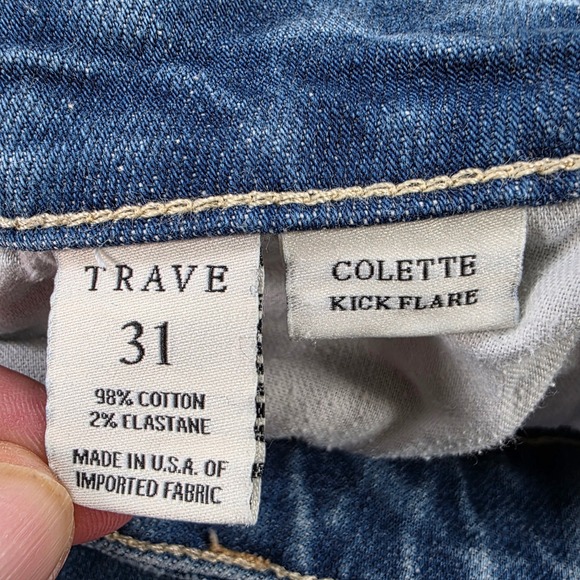 TRAVE
31
98% COTTON
2% ELASTANE
MADE IN U.S.A. OF
IMPORTED FABRIC
COLETTE
KICK FLARE